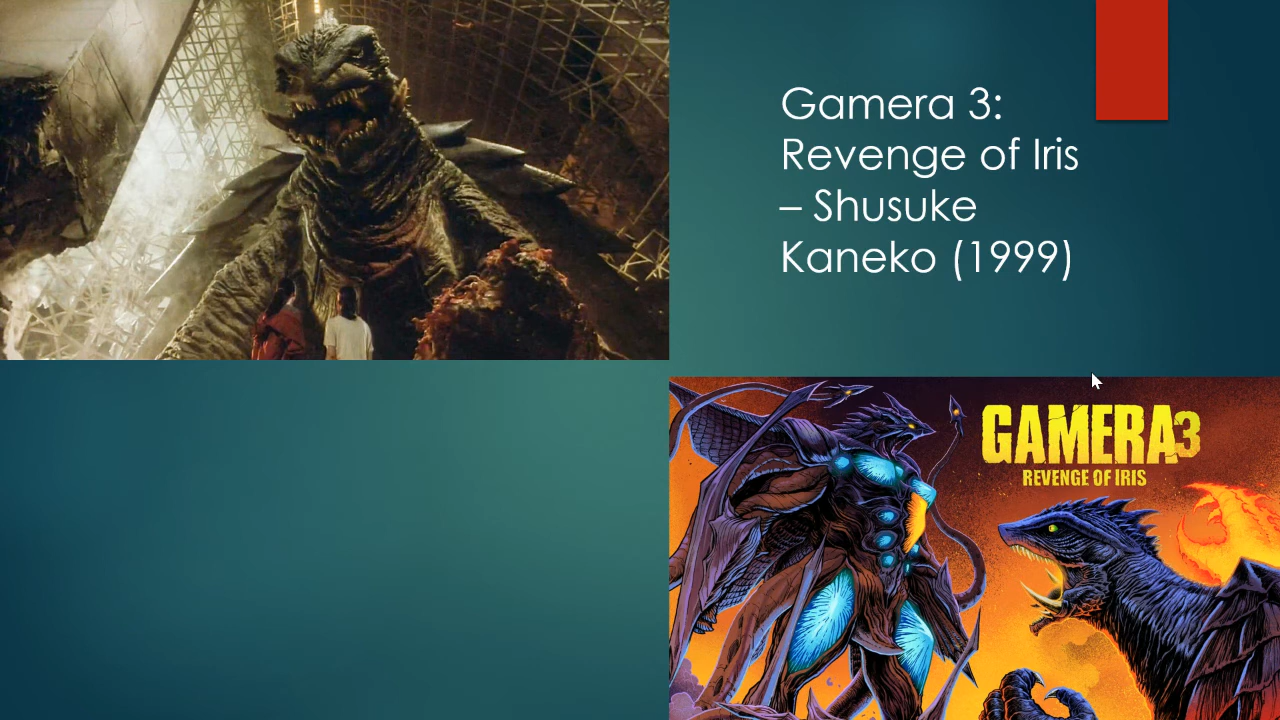 Gamera 3:
Revenge of Iris
– Shusuke
Kaneko (1999)
GAMERA3
REVENGE OF IRIS